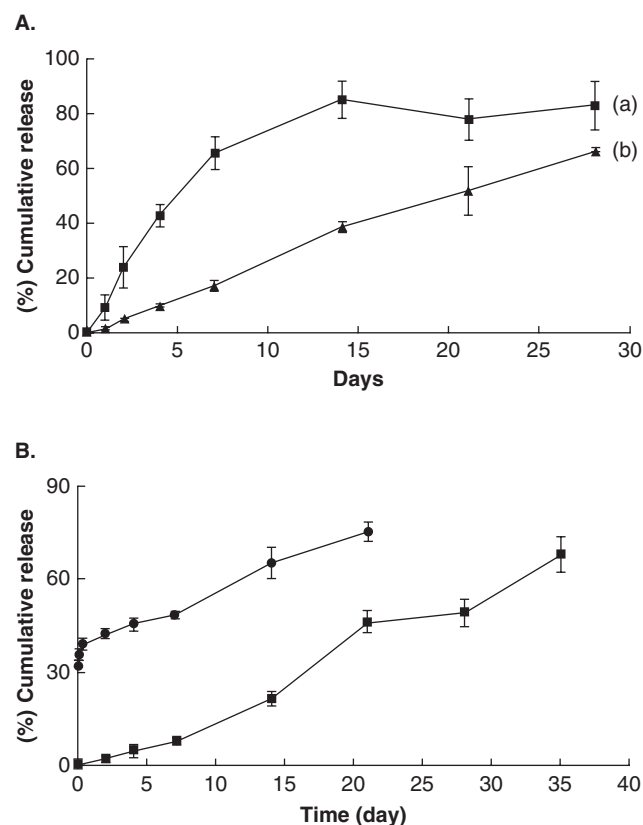 A.
100
80
60
40
20
0
(%) Cumulative release
(a)
(b)
0 5 10 15 20 25 30
Days
B.
90
60
30
0
(%) Cumulative release
0 5 10 15 20 25 30 35 40
Time (day)